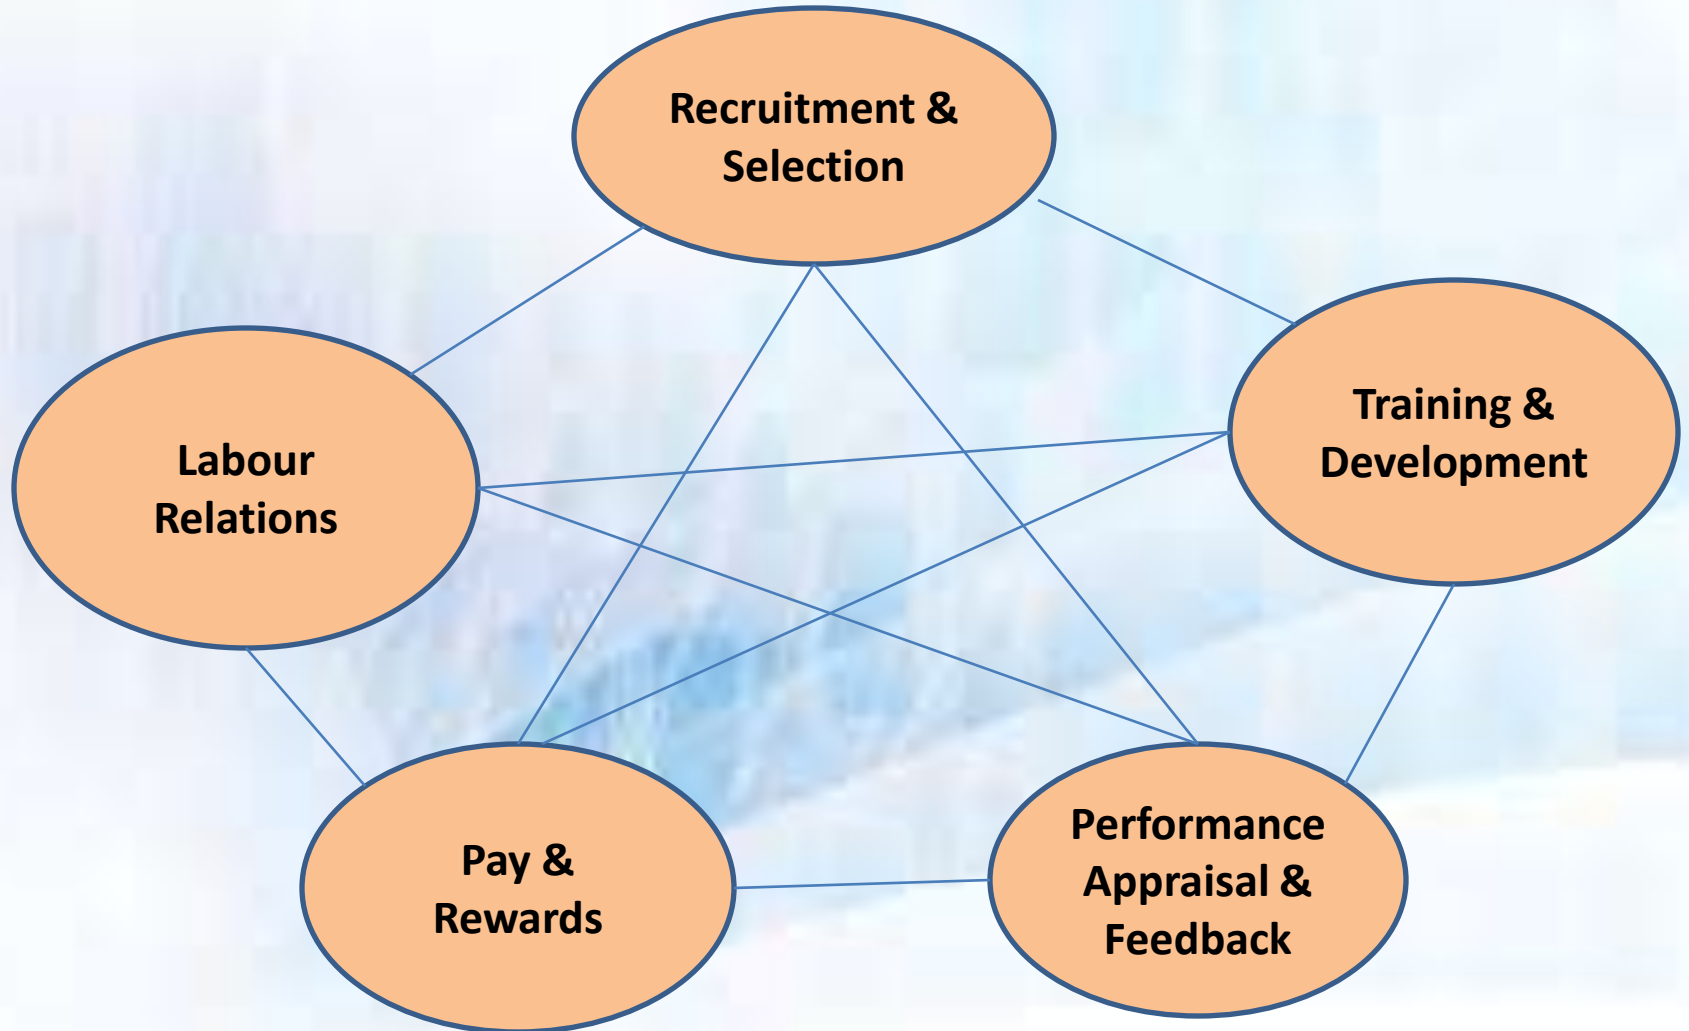 Recruitment &
Selection
Training &
Development
Labour
Relations
Performance
Appraisal &
Feedback
Pay &
Rewards